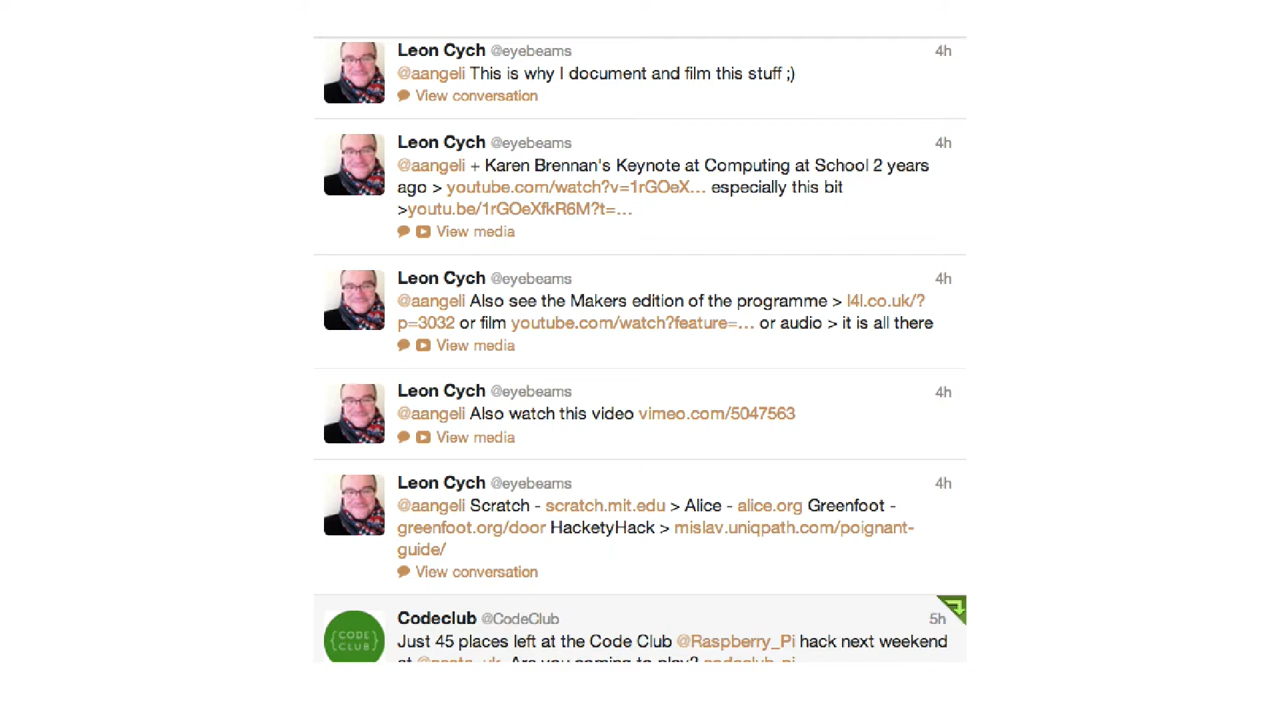 Leon Cych @eyebeams 4h
@aangeli This is why I document and film this stuff ;)
View conversation
Leon Cych @eyebeams 4h
@aangeli + Karen Brennan's Keynote at Computing at School 2 years
ago > youtube.com/watch?v=1rGOeX... especially this bit
>youtu.be/1rGOeXfkR6M?t=...
View media
Leon Cych @eyebeams 4h
@aangeli Also see the Makers edition of the programme > l4l.co.uk/?
p=3032 or film youtube.com/watch?feature=... or audio > it is all there
View media
Leon Cych @eyebeams 4h
@aangeli Also watch this video vimeo.com/5047563
View media
Leon Cych @eyebeams 4h
@aangeli Scratch - scratch.mit.edu > Alice - alice.org Greenfoot -
greenfoot.org/door HacketyHack > mislav.uniqpath.com/poignant-
guide/
View conversation
Codeclub @CodeClub 5h
{CODE
CLUB}
Just 45 places left at the Code Club @Raspberry_Pi hack next weekend
at Are you coming to play?